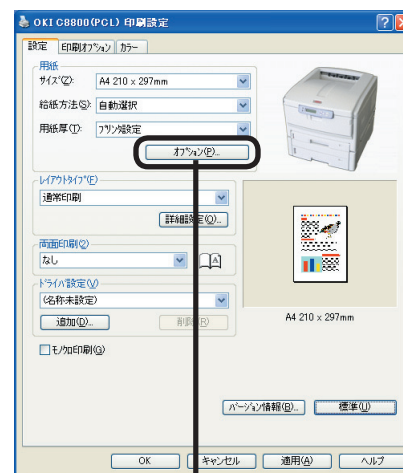 OKI C8800(PCL) 印刷設定
設定 印刷ｵﾌﾟｼｮﾝ ｶﾗｰ
用紙
ｻｲｽﾞ(Z): A4 210 x 297mm
給紙方法(S): 自動選択
用紙厚(T): ﾌﾟﾘﾝﾀ設定
ｵﾌﾟｼｮﾝ(P)...
ﾚｲｱｳﾄﾀｲﾌﾟ(F)
通常印刷
詳細設定(O)...
両面印刷(2)
なし
A
ﾄﾞﾗｲﾊﾞ設定(V)
(名称未設定)
追加(D)...
削除(R)
A4 210 x 297mm
ﾓﾉｸﾛ印刷(G)
ﾊﾞｰｼﾞｮﾝ情報(B)... 標準(U)
OK キャンセル 適用(A) ヘルプ